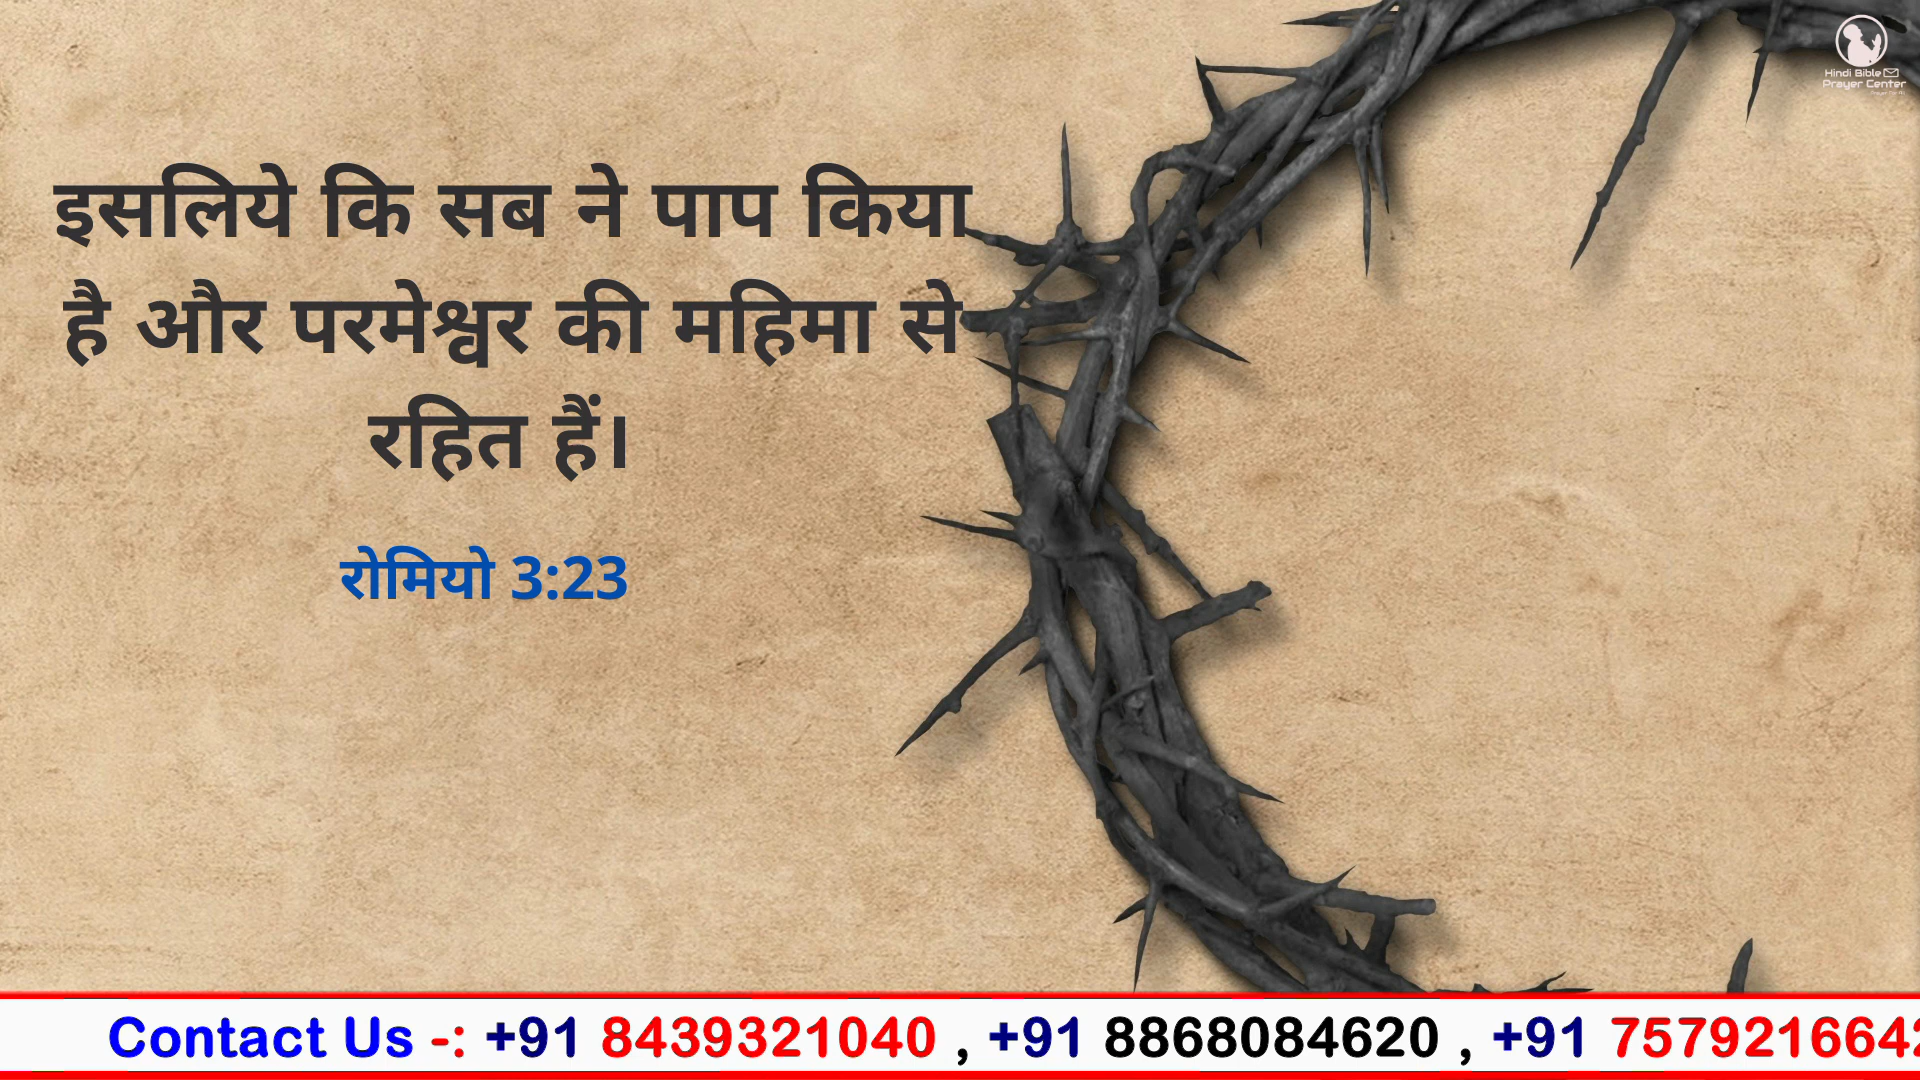 Hindi Bible
Prayer Center
इसलिये कि सब ने पाप किया
है और परमेश्वर की महिमा से
रहित हैं।
रोमियो 3:23
Contact Us -: +91 8439321040 , +91 8868084620 , +91 7579216642